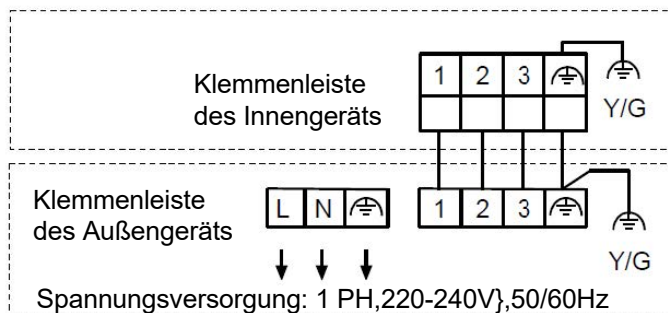 Klemmenleiste
des Innengeräts
1 2 3
Y/G
Klemmenleiste
des Außengeräts
L N
1 2 3
Y/G
Spannungsversorgung: 1 PH,220-240V},50/60Hz